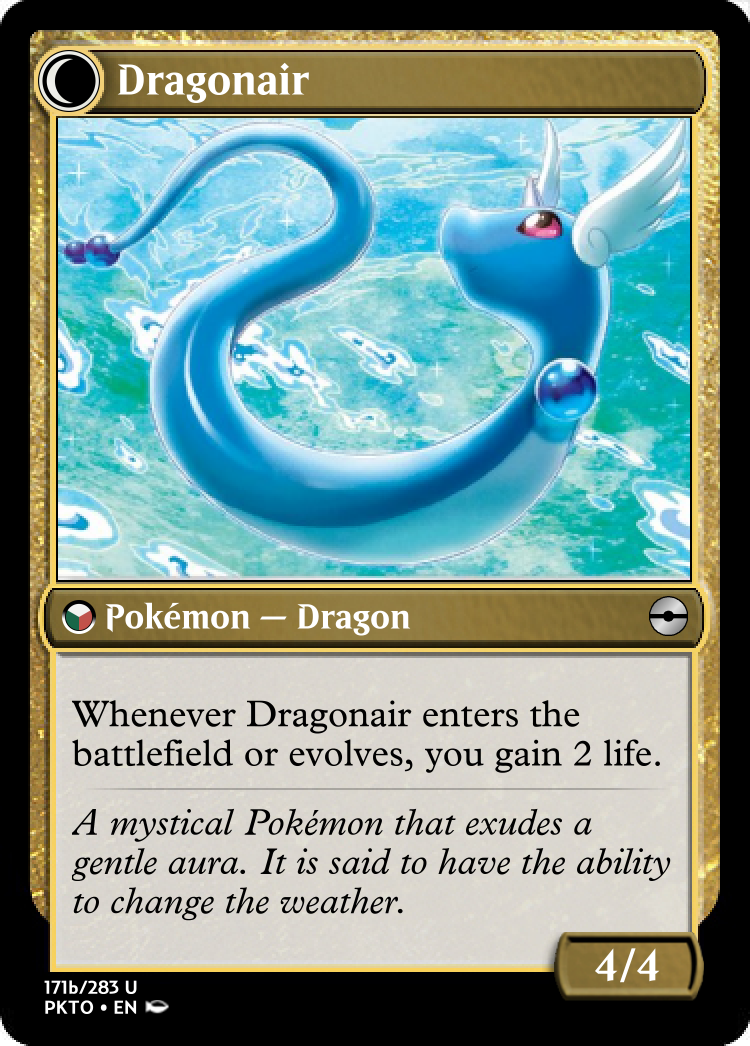 Dragonair
Pokémon — Dragon
Whenever Dragonair enters the
battlefield or evolves, you gain 2 life.
A mystical Pokémon that exudes a
gentle aura. It is said to have the ability
to change the weather.
4/4
171b/283 U
PKTO • EN